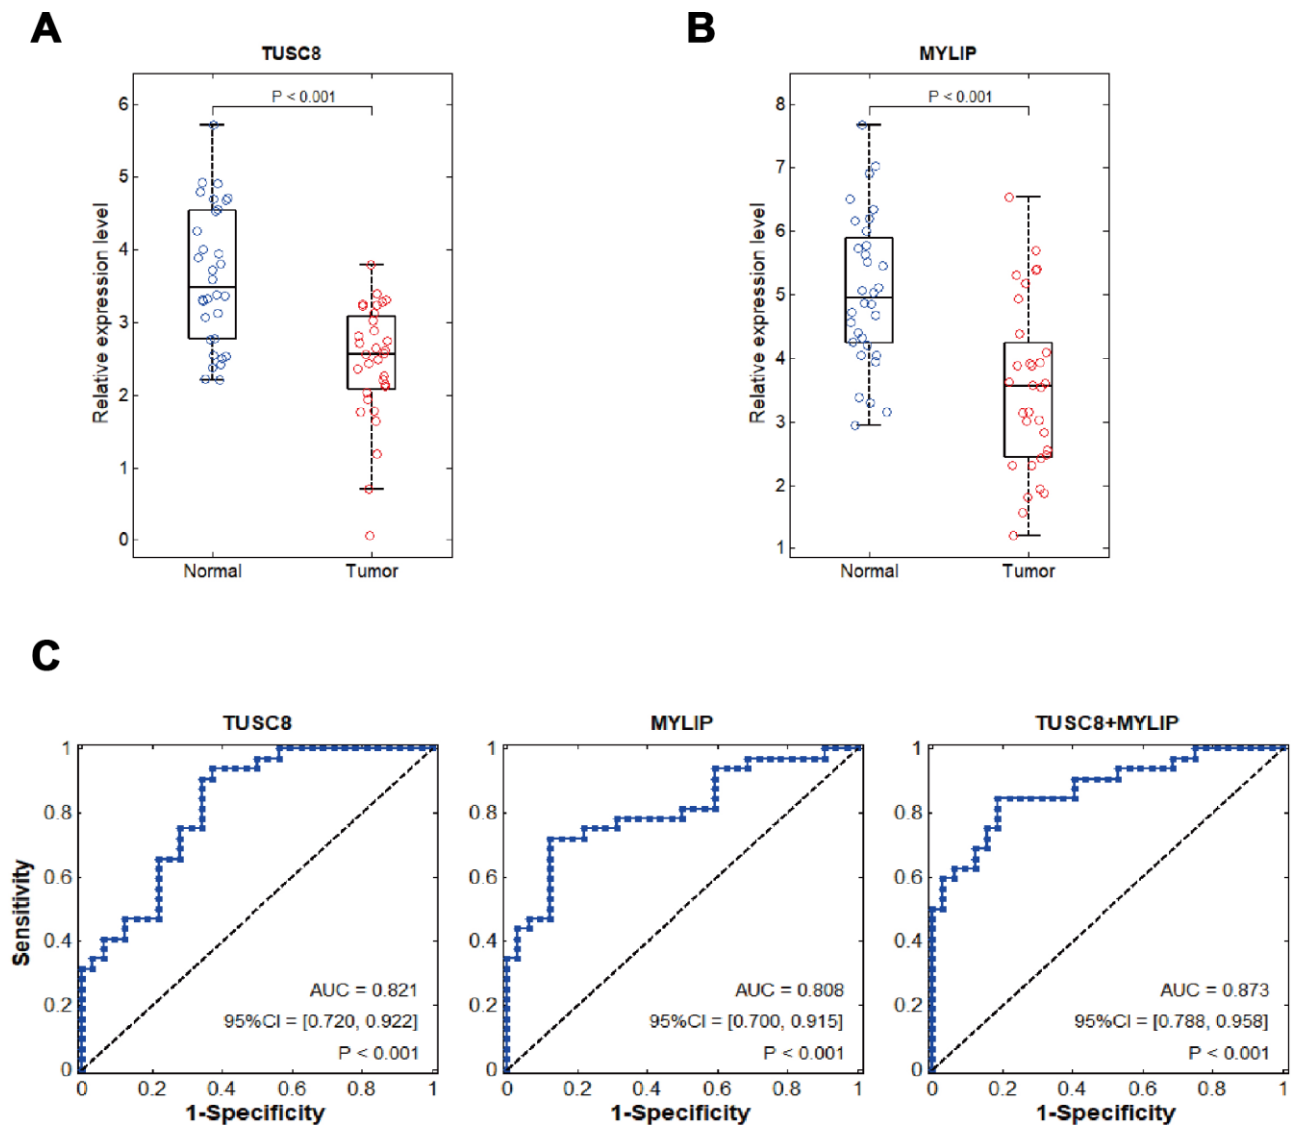 A
B
TUSC8
MYLIP
P < 0.001
P < 0.001
Relative expression level
6
5
4
3
2
1
0
Normal
Tumor
Relative expression level
8
7
6
5
4
3
2
1
Normal
Tumor
C
TUSC8
MYLIP
TUSC8+MYLIP
Sensitivity
1
0.8
0.6
0.4
0.2
0
AUC = 0.821
95%CI = [0.720, 0.922]
P < 0.001
0 0.2 0.4 0.6 0.8 1
1-Specificity
1
0.8
0.6
0.4
0.2
0
AUC = 0.808
95%CI = [0.700, 0.915]
P < 0.001
0 0.2 0.4 0.6 0.8 1
1-Specificity
1
0.8
0.6
0.4
0.2
0
AUC = 0.873
95%CI = [0.788, 0.958]
P < 0.001
0 0.2 0.4 0.6 0.8 1
1-Specificity